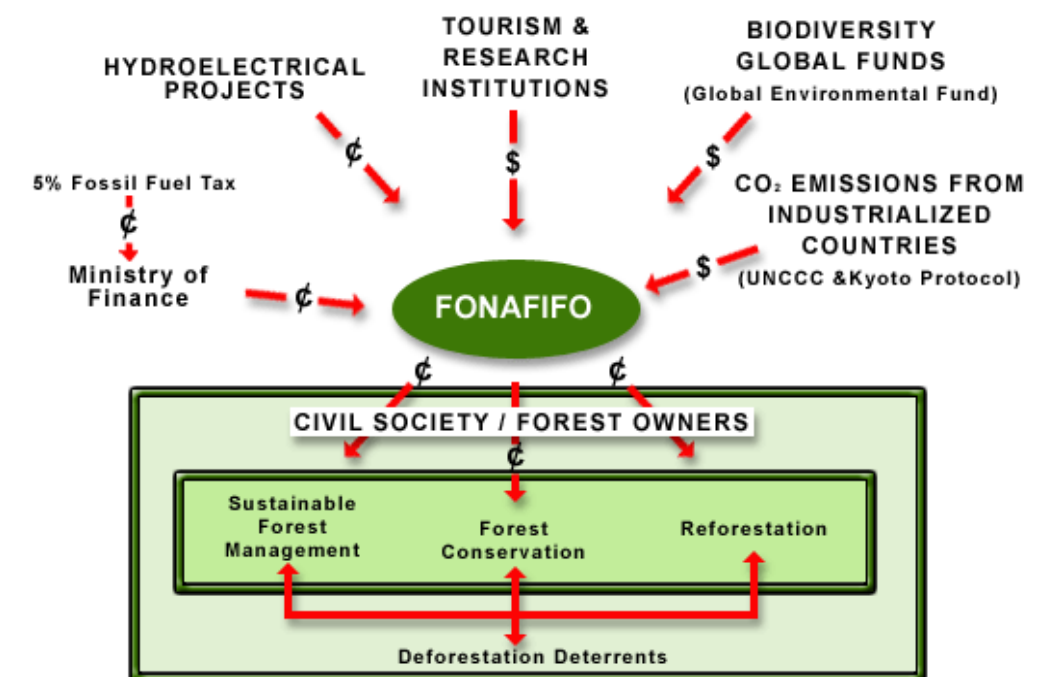 TOURISM &
RESEARCH
INSTITUTIONS
BIODIVERSITY
GLOBAL FUNDS
(Global Environmental Fund)
HYDROELECTRICAL
PROJECTS
¢
$
$
5% Fossil Fuel Tax
¢
Ministry of
Finance
¢
CO₂ EMISSIONS FROM
INDUSTRIALIZED
COUNTRIES
(UNCCC &Kyoto Protocol)
$
FONAFIFO
¢
¢
CIVIL SOCIETY / FOREST OWNERS
¢
Sustainable
Forest
Management
Forest
Conservation
Reforestation
Deforestation Deterrents